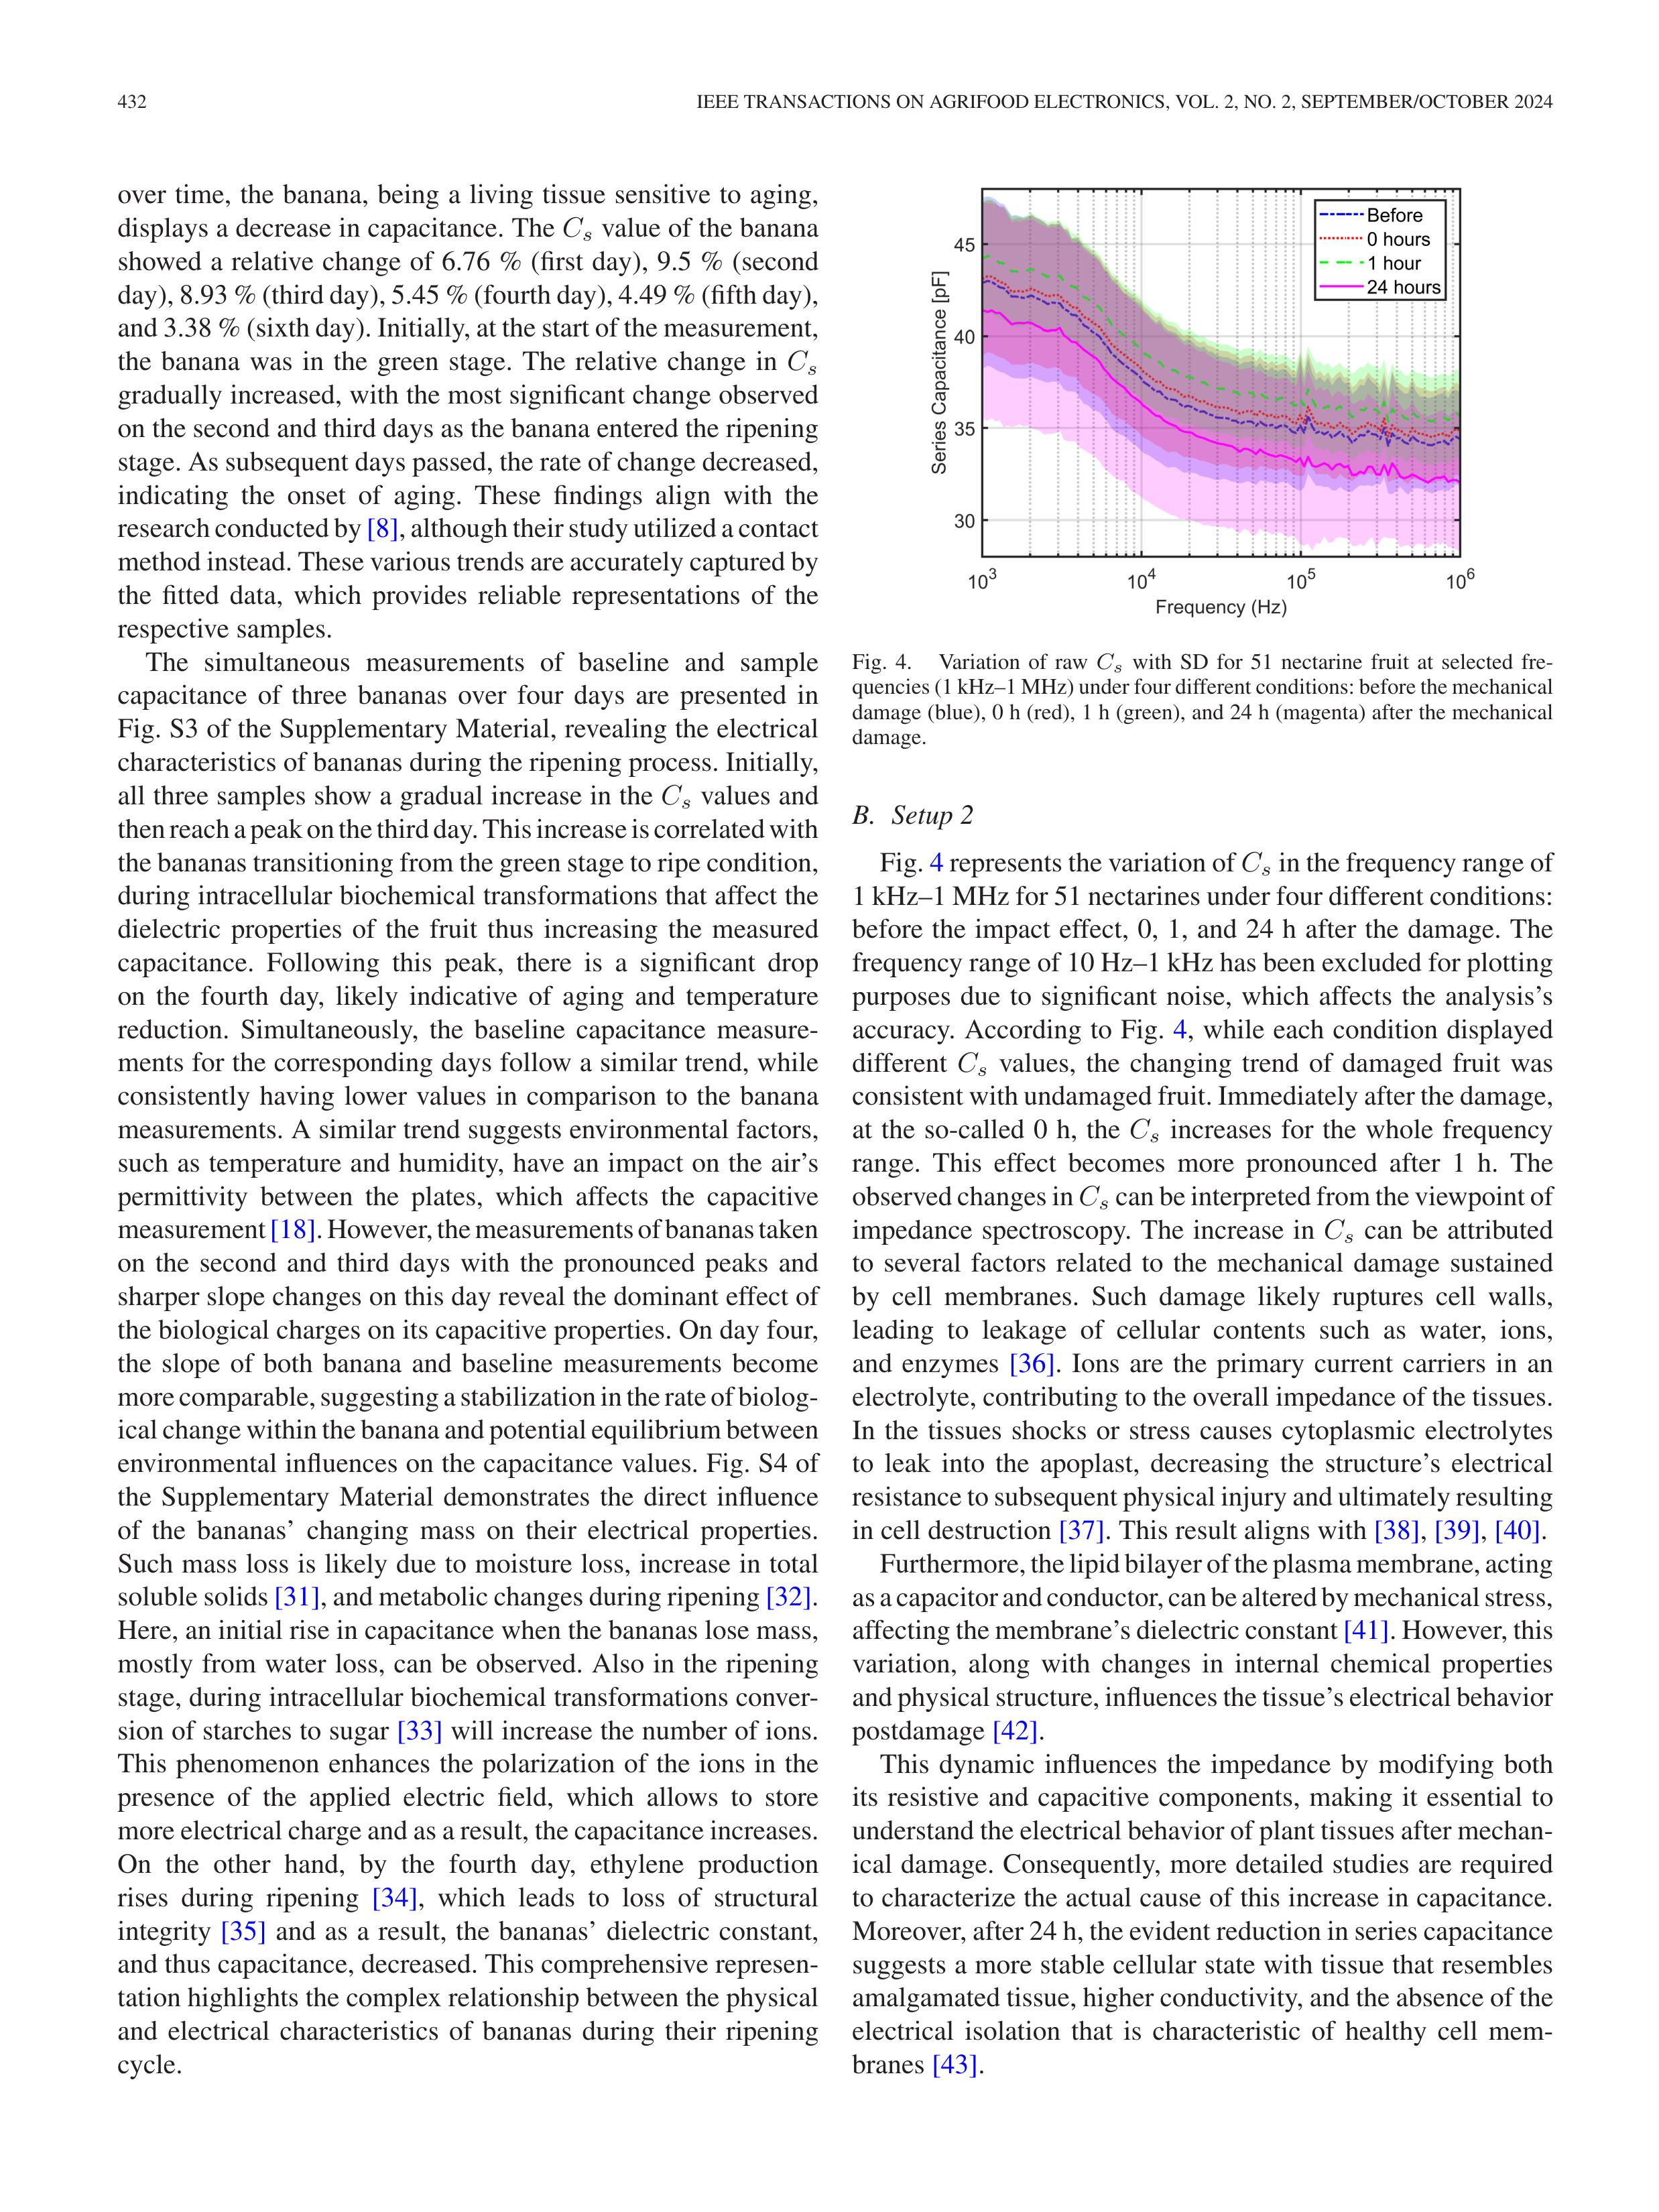 432
IEEE TRANSACTIONS ON AGRIFOOD ELECTRONICS, VOL. 2, NO. 2, SEPTEMBER/OCTOBER 2024
over time, the banana, being a living tissue sensitive to aging,
displays a decrease in capacitance. The Cs value of the banana
showed a relative change of 6.76 % (first day), 9.5 % (second
day), 8.93 % (third day), 5.45 % (fourth day), 4.49 % (fifth day),
and 3.38 % (sixth day). Initially, at the start of the measurement,
the banana was in the green stage. The relative change in Cs
gradually increased, with the most significant change observed
on the second and third days as the banana entered the ripening
stage. As subsequent days passed, the rate of change decreased,
indicating the onset of aging. These findings align with the
research conducted by [8], although their study utilized a contact
method instead. These various trends are accurately captured by
the fitted data, which provides reliable representations of the
respective samples.
The simultaneous measurements of baseline and sample
capacitance of three bananas over four days are presented in
Fig. S3 of the Supplementary Material, revealing the electrical
characteristics of bananas during the ripening process. Initially,
all three samples show a gradual increase in the Cs values and
then reach a peak on the third day. This increase is correlated with
the bananas transitioning from the green stage to ripe condition,
during intracellular biochemical transformations that affect the
dielectric properties of the fruit thus increasing the measured
capacitance. Following this peak, there is a significant drop
on the fourth day, likely indicative of aging and temperature
reduction. Simultaneously, the baseline capacitance measure-
ments for the corresponding days follow a similar trend, while
consistently having lower values in comparison to the banana
measurements. A similar trend suggests environmental factors,
such as temperature and humidity, have an impact on the air's
permittivity between the plates, which affects the capacitive
measurement [18]. However, the measurements of bananas taken
on the second and third days with the pronounced peaks and
sharper slope changes on this day reveal the dominant effect of
the biological charges on its capacitive properties. On day four,
the slope of both banana and baseline measurements become
more comparable, suggesting a stabilization in the rate of biolog-
ical change within the banana and potential equilibrium between
environmental influences on the capacitance values. Fig. S4 of
the Supplementary Material demonstrates the direct influence
of the bananas' changing mass on their electrical properties.
Such mass loss is likely due to moisture loss, increase in total
soluble solids [31], and metabolic changes during ripening [32].
Here, an initial rise in capacitance when the bananas lose mass,
mostly from water loss, can be observed. Also in the ripening
stage, during intracellular biochemical transformations conver-
sion of starches to sugar [33] will increase the number of ions.
This phenomenon enhances the polarization of the ions in the
presence of the applied electric field, which allows to store
more electrical charge and as a result, the capacitance increases.
On the other hand, by the fourth day, ethylene production
rises during ripening [34], which leads to loss of structural
integrity [35] and as a result, the bananas' dielectric constant,
and thus capacitance, decreased. This comprehensive represen-
tation highlights the complex relationship between the physical
and electrical characteristics of bananas during their ripening
cycle.
Series Capacitance [pF]
45
40
35
30
Before
0 hours
1 hour
24 hours
10^3
10^4
10^5
10^6
Frequency (Hz)
Fig. 4. Variation of raw Cs with SD for 51 nectarine fruit at selected fre-
quencies (1 kHz–1 MHz) under four different conditions: before the mechanical
damage (blue), 0 h (red), 1 h (green), and 24 h (magenta) after the mechanical
damage.
B. Setup 2
Fig. 4 represents the variation of Cs in the frequency range of
1 kHz–1 MHz for 51 nectarines under four different conditions:
before the impact effect, 0, 1, and 24 h after the damage. The
frequency range of 10 Hz–1 kHz has been excluded for plotting
purposes due to significant noise, which affects the analysis's
accuracy. According to Fig. 4, while each condition displayed
different Cs values, the changing trend of damaged fruit was
consistent with undamaged fruit. Immediately after the damage,
at the so-called 0 h, the Cs increases for the whole frequency
range. This effect becomes more pronounced after 1 h. The
observed changes in Cs can be interpreted from the viewpoint of
impedance spectroscopy. The increase in Cs can be attributed
to several factors related to the mechanical damage sustained
by cell membranes. Such damage likely ruptures cell walls,
leading to leakage of cellular contents such as water, ions,
and enzymes [36]. Ions are the primary current carriers in an
electrolyte, contributing to the overall impedance of the tissues.
In the tissues shocks or stress causes cytoplasmic electrolytes
to leak into the apoplast, decreasing the structure's electrical
resistance to subsequent physical injury and ultimately resulting
in cell destruction [37]. This result aligns with [38], [39], [40].
Furthermore, the lipid bilayer of the plasma membrane, acting
as a capacitor and conductor, can be altered by mechanical stress,
affecting the membrane's dielectric constant [41]. However, this
variation, along with changes in internal chemical properties
and physical structure, influences the tissue's electrical behavior
postdamage [42].
This dynamic influences the impedance by modifying both
its resistive and capacitive components, making it essential to
understand the electrical behavior of plant tissues after mechan-
ical damage. Consequently, more detailed studies are required
to characterize the actual cause of this increase in capacitance.
Moreover, after 24 h, the evident reduction in series capacitance
suggests a more stable cellular state with tissue that resembles
amalgamated tissue, higher conductivity, and the absence of the
electrical isolation that is characteristic of healthy cell mem-
branes [43].